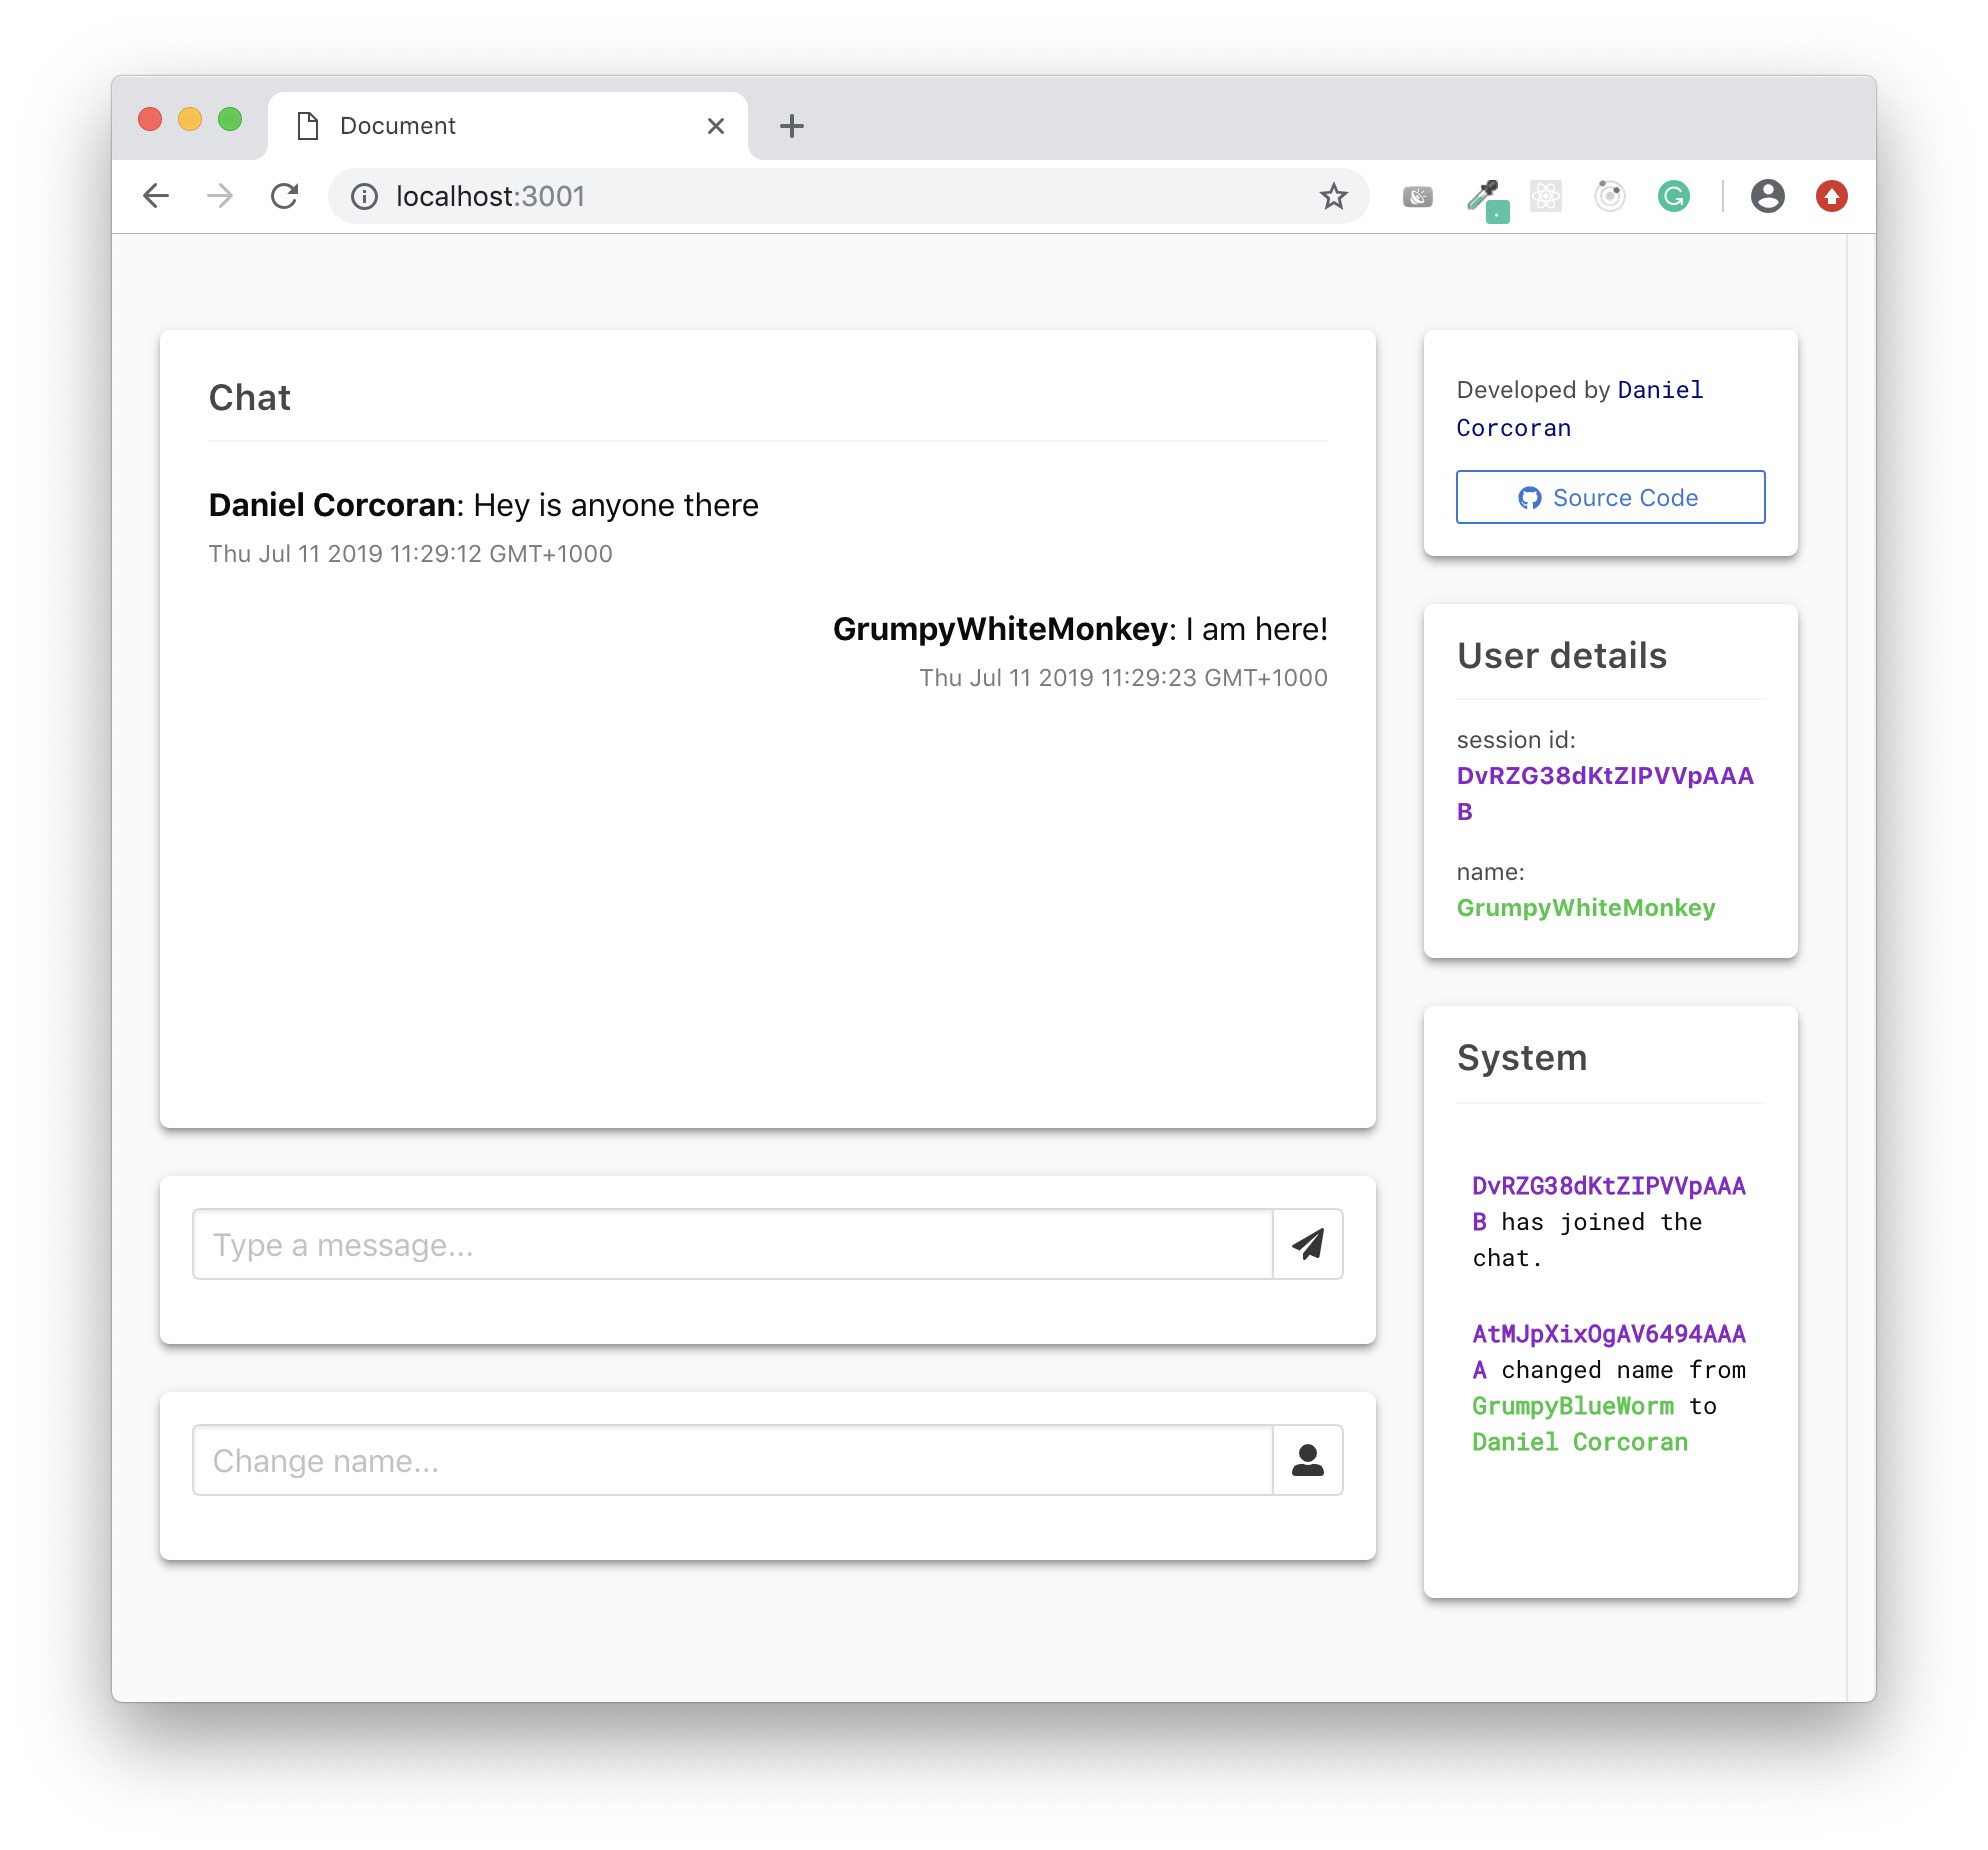 Document
localhost:3001
Chat
Daniel Corcoran: Hey is anyone there
Thu Jul 11 2019 11:29:12 GMT+1000
GrumpyWhiteMonkey: I am here!
Thu Jul 11 2019 11:29:23 GMT+1000
Type a message...
Change name...
Developed by Daniel
Corcoran
Source Code
User details
session id:
DvRZG38dKtZIPVVpAAA
B
name:
GrumpyWhiteMonkey
System
DvRZG38dKtZIPVVpAAA
B has joined the
chat.
AtMJpXixOgAV6494AAA
A changed name from
GrumpyBlueWorm to
Daniel Corcoran